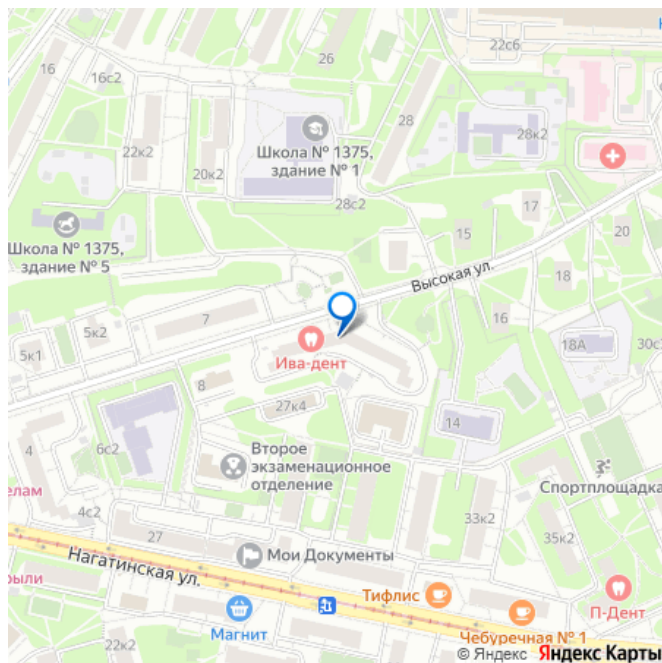 22с6
26
16
16с2
28
Школа № 1375,
здание № 1
28к2
22к2
20к2
28с2
17
20
15
Школа № 1375,
здание № 5
Высокая ул.
18
16
7
5к2
5к1
18А
30с
Ива-дент
8
27к4
14
4
6с2
Второе
экзаменационное
отделение
елам
Спортплощадка
4с2
33к2
27
35к2
Мои Документы
Нагатинская ул.
рыли
Тифлис
П-Дент
Магнит
Чебуречная № 1
22к2
© Яндекс Яндекс Карты